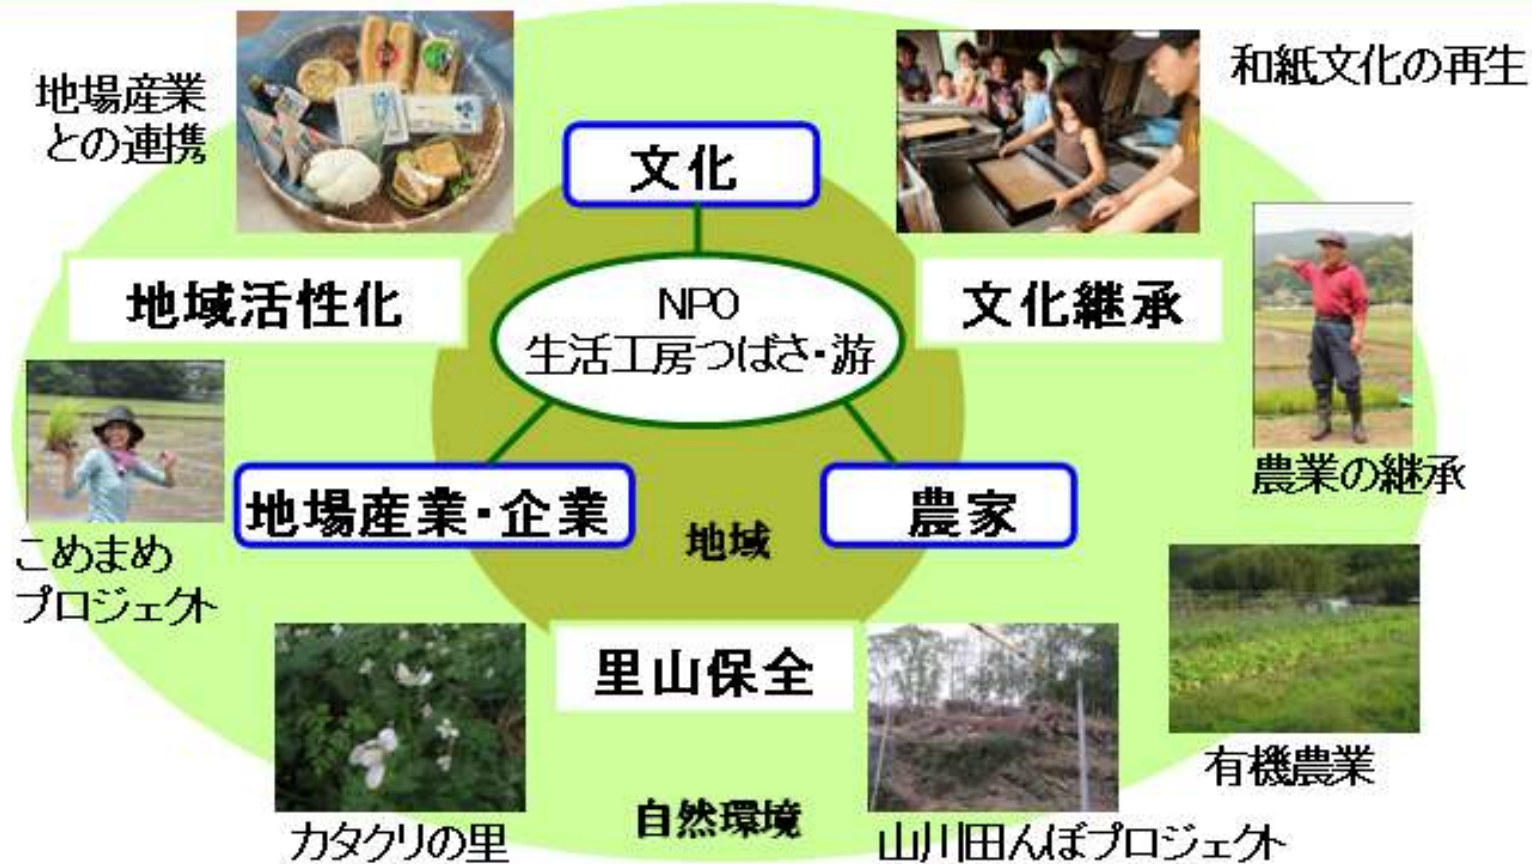 地場産業
との連携
和紙文化の再生
文化
地域活性化
NPO
生活工房つばさ・游
文化継承
農業の継承
地場産業・企業
農家
地域
こめまめ
プロジェクト
里山保全
有機農業
カタクリの里
自然環境
山川田んぼプロジェクト